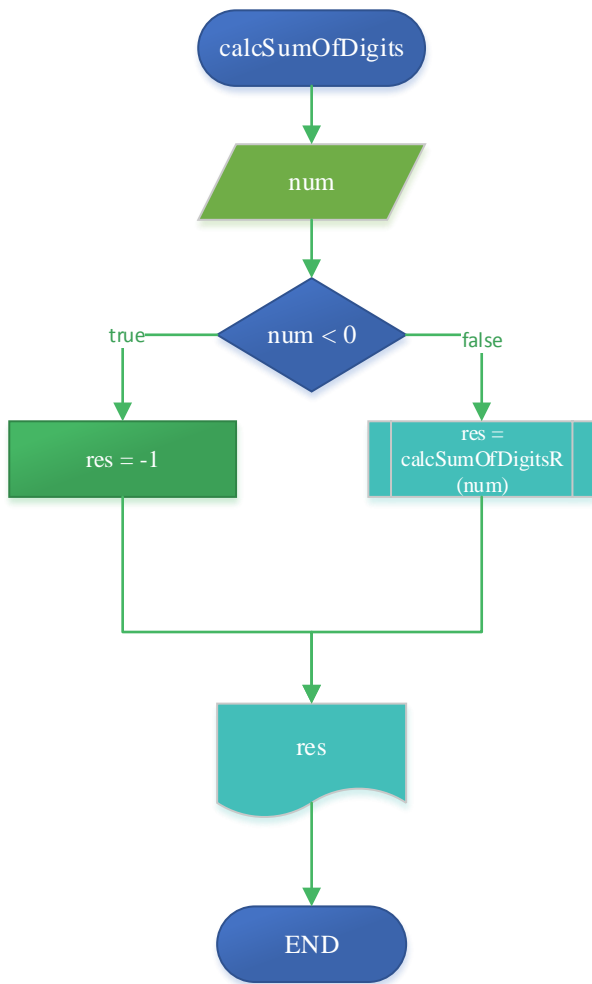 calcSumOfDigits
num
num < 0
true
false
res = -1
res =
calcSumOfDigitsR
(num)
res
END